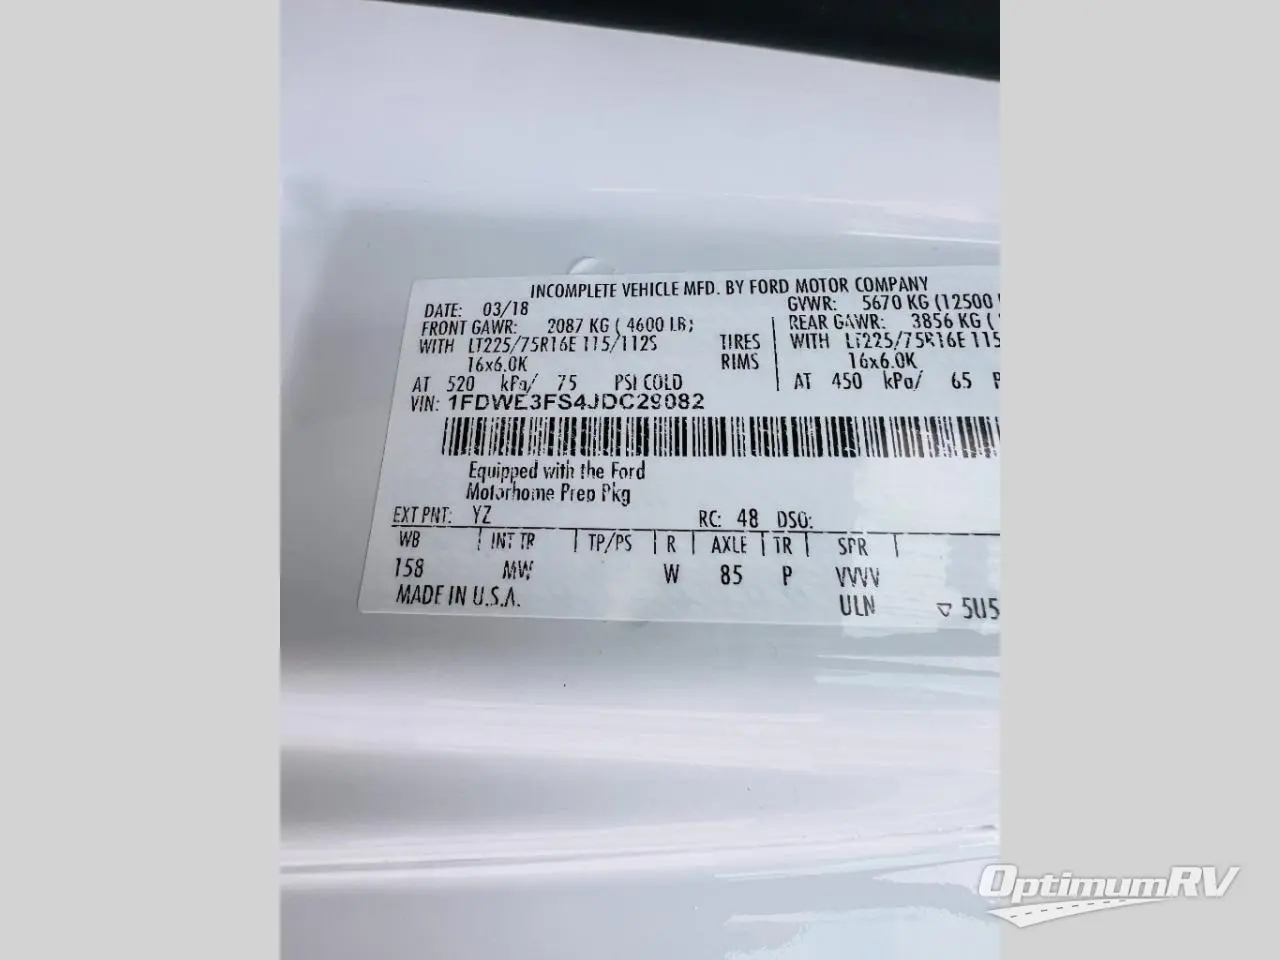 INCOMPLETE VEHICLE MFD. BY FORD MOTOR COMPANY
DATE: 03/18 GVWR: 5670 KG (12500
FRONT GAWR: 2087 KG ( 4600 LB) REAR GAWR: 3856 KG (
WITH LT225/75R16E 115/112S TIRES WITH LT225/75R16E 115
16x6.0K RIMS 16x6.0K
AT 520 kPa/ 75 PSI COLD AT 450 kPa/ 65 P
VIN: 1FDWE3FS4JDC29082
Equipped with the Ford
Motorhome Prep Pkg
EXT PNT: YZ RC: 48 DSO:
WB INT TR TP/PS R AXLE TR SPR
158 MW W 85 P VVVV
MADE IN U.S.A. ULN ▽ 5U5
OptimumRV